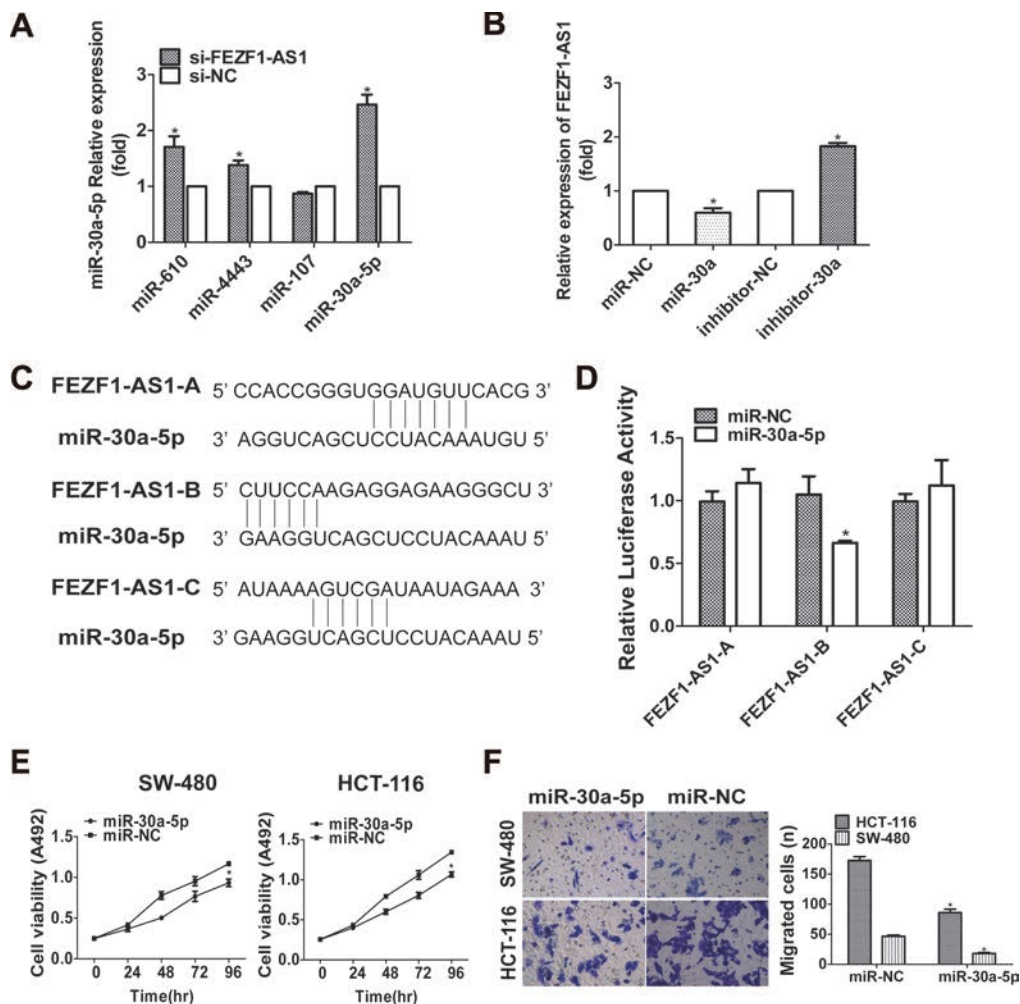 A
si-FEZF1-AS1
si-NC
miR-30a-5p Relative expression
(fold)
3
2
1
0
*
*
*
miR-610
miR-4443
miR-107
miR-30a-5p
B
Relative expression of FEZF1-AS1
(fold)
3
2
1
0
*
*
miR-NC
miR-30a
inhibitor-NC
inhibitor-30a
C
FEZF1-AS1-A 5' CCACCGGGUGGAUGUUCACG 3'
miR-30a-5p 3' AGGUCAGCUCCUACAAAUGU 5'
FEZF1-AS1-B 5' CUUCCAAGAGGAGAAGGGCU 3'
miR-30a-5p 3' GAAGGUCAGCUCCUACAAAU 5'
FEZF1-AS1-C 5' AUAAAAGUCGAUAAUAGAAA 3'
miR-30a-5p 3' GAAGGUCAGCUCCUACAAAU 5'
D
miR-NC
miR-30a-5p
Relative Luciferase Activity
1.5
1.0
0.5
0.0
*
FEZF1-AS1-A
FEZF1-AS1-B
FEZF1-AS1-C
E
SW-480
miR-30a-5p
miR-NC
Cell viability (A492)
1.5
1.0
0.5
0.0
*
0 24 48 72 96
Time(hr)
HCT-116
miR-30a-5p
miR-NC
Cell viability (A492)
1.5
1.0
0.5
0.0
*
0 24 48 72 96
Time(hr)
F
miR-30a-5p miR-NC
SW-480
HCT-116
HCT-116
SW-480
Migrated cells (n)
200
150
100
50
0
*
*
miR-NC
miR-30a-5p